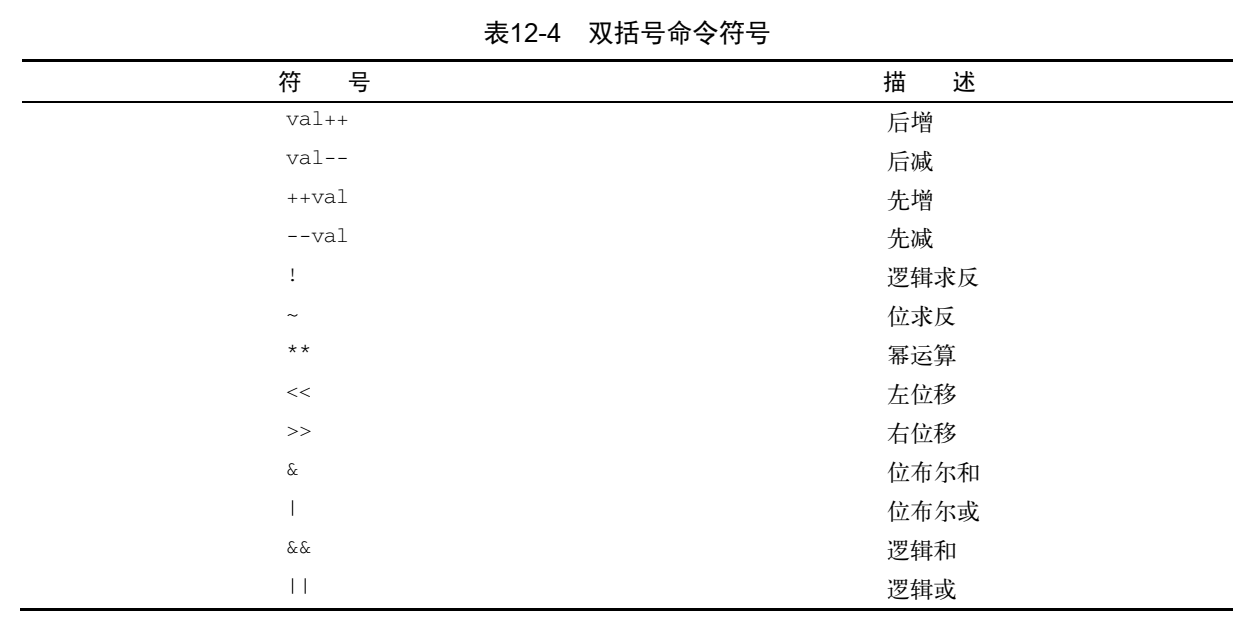 表12-4 双括号命令符号
符 号 描 述
val++ 后增
val-- 后减
++val 先增
--val 先减
! 逻辑求反
~ 位求反
** 幂运算
<< 左位移
>> 右位移
& 位布尔和
| 位布尔或
&& 逻辑和
|| 逻辑或